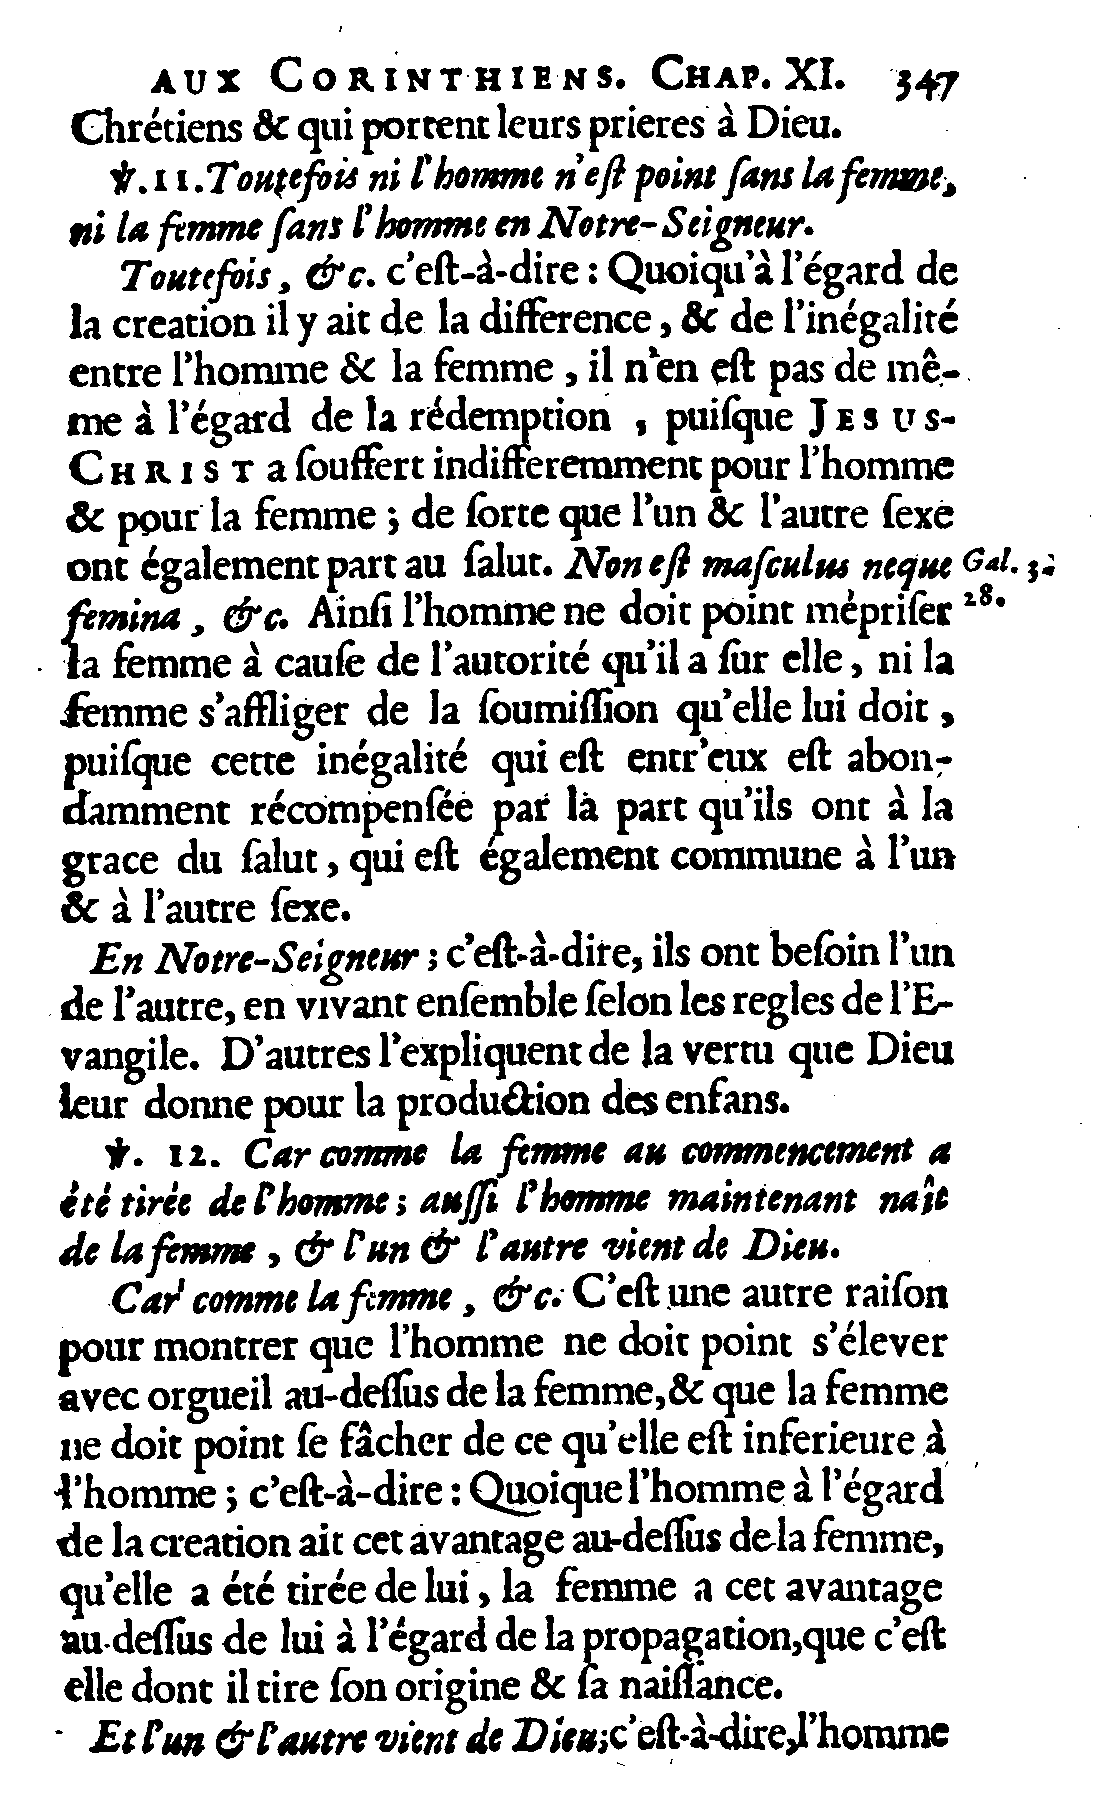 AUX CORINTHIENS. CHAP. XI. 347
Chrétiens & qui portent leurs prieres à Dieu.
℣. 11. Toutefois ni l'homme n'eſt point ſans la femme,
ni la femme ſans l'homme en Notre-Seigneur.
Toutefois, &c. c'eſt-à-dire : Quoiqu'à l'égard de
la creation il y ait de la difference, & de l'inégalité
entre l'homme & la femme, il n'en eſt pas de mê-
me à l'égard de la rédemption, puiſque JESUS-
CHRIST a ſouffert indifferemment pour l'homme
& pour la femme ; de ſorte que l'un & l'autre ſexe
ont également part au ſalut. Non eſt maſculus neque Gal. 3.
femina, &c. Ainſi l'homme ne doit point mépriſer 28.
la femme à cauſe de l'autorité qu'il a ſur elle, ni la
femme s'affliger de la ſoumiſſion qu'elle lui doit,
puiſque cette inégalité qui eſt entr'eux eſt abon-
damment récompenſée par la part qu'ils ont à la
grace du ſalut, qui eſt également commune à l'un
& à l'autre ſexe.
En Notre-Seigneur ; c'eſt-à-dire, ils ont beſoin l'un
de l'autre, en vivant enſemble ſelon les regles de l'E-
vangile. D'autres l'expliquent de la vertu que Dieu
leur donne pour la production des enfans.
℣. 12. Car comme la femme au commencement a
été tirée de l'homme ; auſſi l'homme maintenant naît
de la femme, & l'un & l'autre vient de Dieu.
Car comme la femme, &c. C'eſt une autre raiſon
pour montrer que l'homme ne doit point s'élever
avec orgueil au-deſſus de la femme, & que la femme
ne doit point ſe fâcher de ce qu'elle eſt inferieure à
l'homme ; c'eſt-à-dire : Quoique l'homme à l'égard
de la creation ait cet avantage au-deſſus de la femme,
qu'elle a été tirée de lui, la femme a cet avantage
au-deſſus de lui à l'égard de la propagation, que c'eſt
elle dont il tire ſon origine & ſa naiſſance.
Et l'un & l'autre vient de Dieu ; c'eſt-à-dire, l'homme